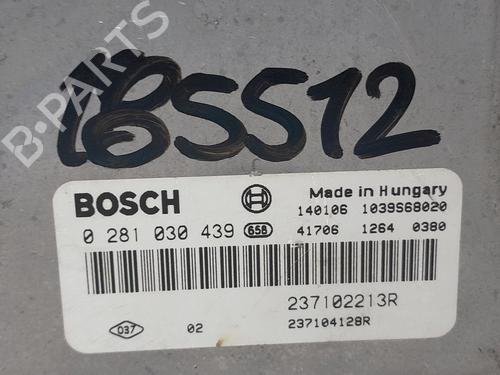 165512
B-PARTS
BOSCH
Made in Hungary
140106 1039S68020
0 281 030 439 658
41706 1264 0380
237102213R
037
02
237104128R